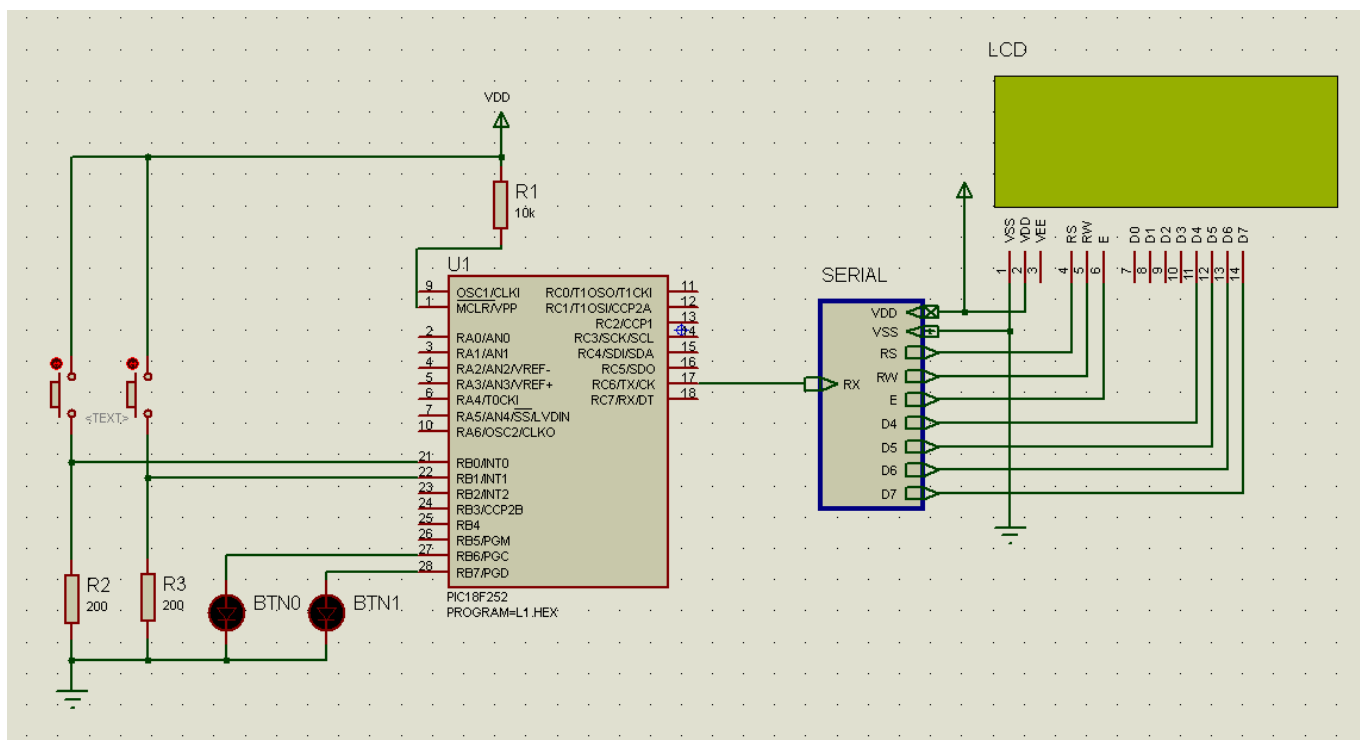 LCD
VDD
R1
10k
U1
9 OSC1/CLKI
1 MCLR/VPP
2 RA0/AN0
3 RA1/AN1
4 RA2/AN2/VREF-
5 RA3/AN3/VREF+
6 RA4/T0CKI
7 RA5/AN4/SS/LVDIN
10 RA6/OSC2/CLKO
21 RB0/INT0
22 RB1/INT1
23 RB2/INT2
24 RB3/CCP2B
25 RB4
26 RB5/PGM
27 RB6/PGC
28 RB7/PGD
RC0/T1OSO/T1CKI 11
RC1/T1OSI/CCP2A 12
RC2/CCP1 13
RC3/SCK/SCL 14
RC4/SDI/SDA 15
RC5/SDO 16
RC6/TX/CK 17
RC7/RX/DT 18
PIC18F252
PROGRAM=L1.HEX
<TEXT>
R2
200
R3
200
BTN0
BTN1
SERIAL
RX
VDD
VSS
RS
RW
E
D4
D5
D6
D7
1 VSS
2 VDD
3 VEE
4 RS
5 RW
6 E
7 D0
8 D1
9 D2
10 D3
11 D4
12 D5
13 D6
14 D7